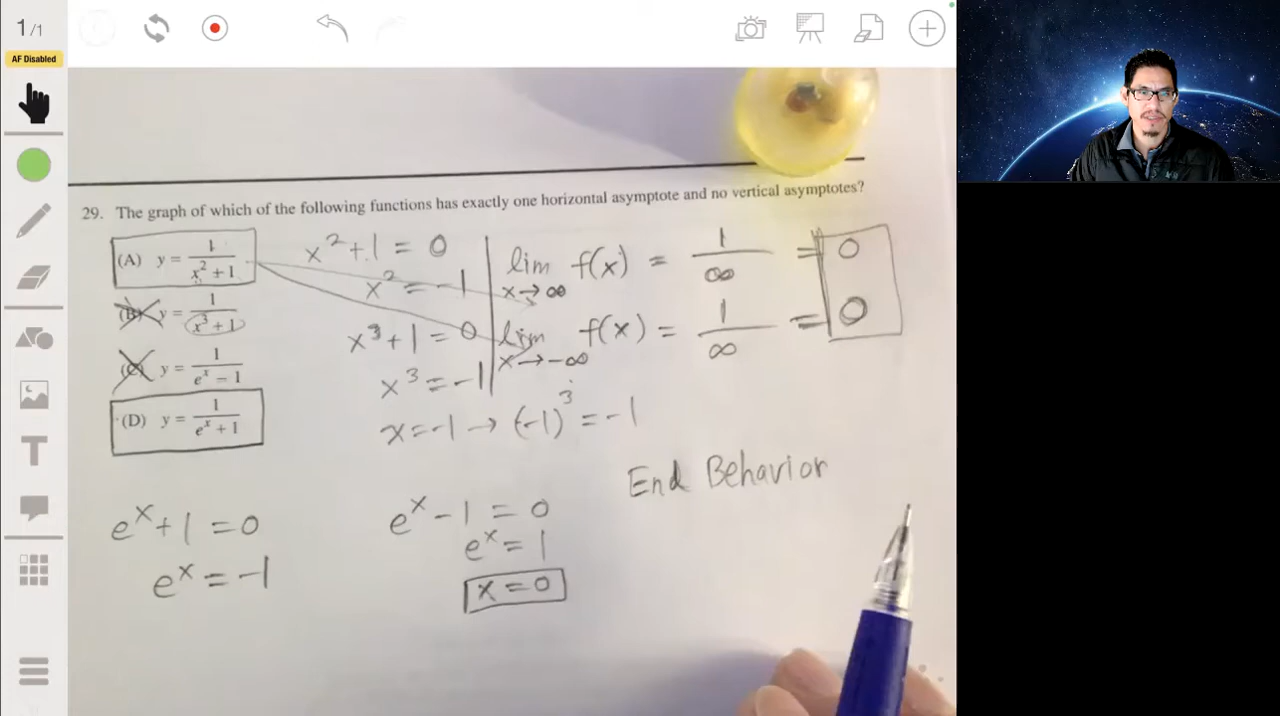 1/1
AF Disabled
29. The graph of which of the following functions has exactly one horizontal asymptote and no vertical asymptotes?
(A) y = 1/(x² + 1)
(B) y = 1/(x³ + 1)
(C) y = 1/(eˣ − 1)
(D) y = 1/(eˣ + 1)
x² + 1 = 0
x² = −1
x³ + 1 = 0
x³ = −1
x = −1 → (−1)³ = −1
lim x→∞ f(x) = 1/∞ = 0
lim x→−∞ f(x) = 1/∞ = 0
End Behavior
eˣ + 1 = 0
eˣ = −1
eˣ − 1 = 0
eˣ = 1
x = 0
T